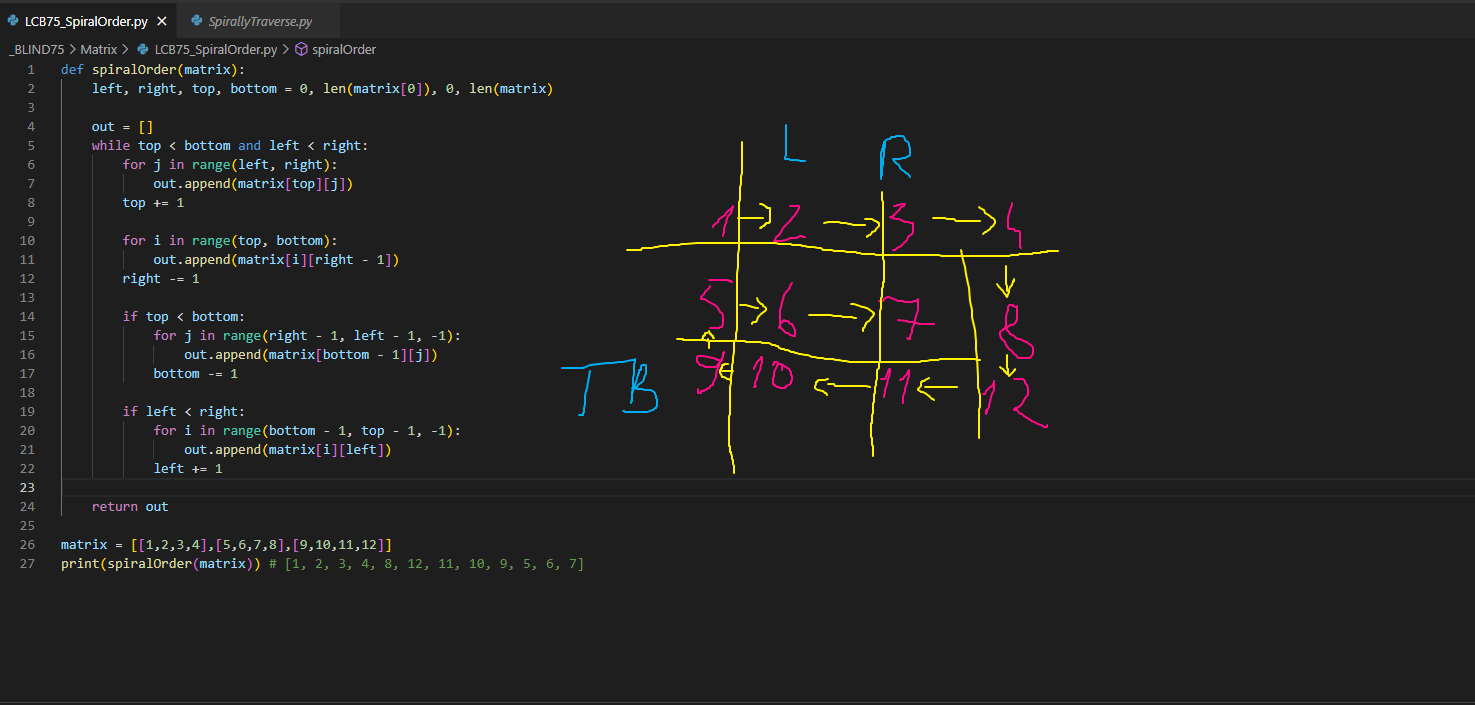 LCB75_SpiralOrder.py SpirallyTraverse.py
_BLIND75 > Matrix > LCB75_SpiralOrder.py > spiralOrder
1 def spiralOrder(matrix):
2     left, right, top, bottom = 0, len(matrix[0]), 0, len(matrix)
3
4     out = []
5     while top < bottom and left < right:
6         for j in range(left, right):
7             out.append(matrix[top][j])
8         top += 1
9
10         for i in range(top, bottom):
11             out.append(matrix[i][right - 1])
12         right -= 1
13
14         if top < bottom:
15             for j in range(right - 1, left - 1, -1):
16                 out.append(matrix[bottom - 1][j])
17             bottom -= 1
18
19         if left < right:
20             for i in range(bottom - 1, top - 1, -1):
21                 out.append(matrix[i][left])
22             left += 1
23
24     return out
25
26 matrix = [[1,2,3,4],[5,6,7,8],[9,10,11,12]]
27 print(spiralOrder(matrix)) # [1, 2, 3, 4, 8, 12, 11, 10, 9, 5, 6, 7]
L R
1 2 3 4
5 6 7 8
T B 9 10 11 12